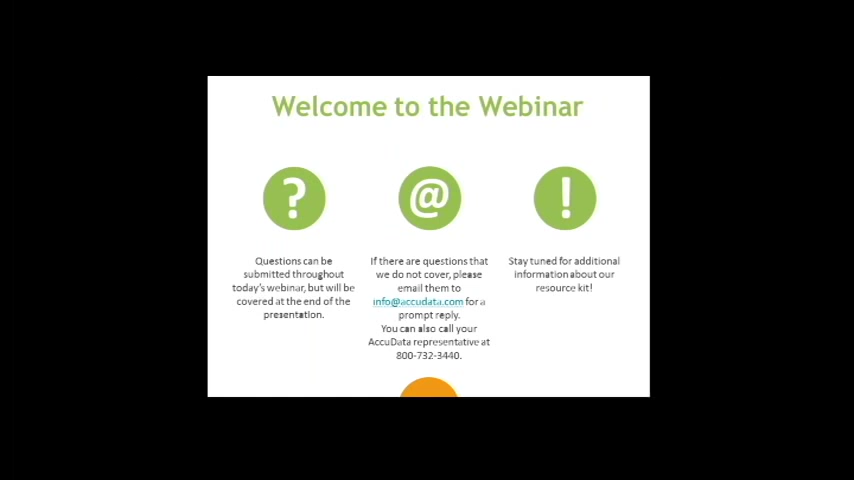 Welcome to the Webinar
?
@
!
Questions can be
submitted throughout
today's webinar, but will be
covered at the end of the
presentation.
If there are questions that
we do not cover, please
email them to
info@accudata.com for a
prompt reply.
You can also call your
AccuData representative at
800-732-3440.
Stay tuned for additional
information about our
resource kit!